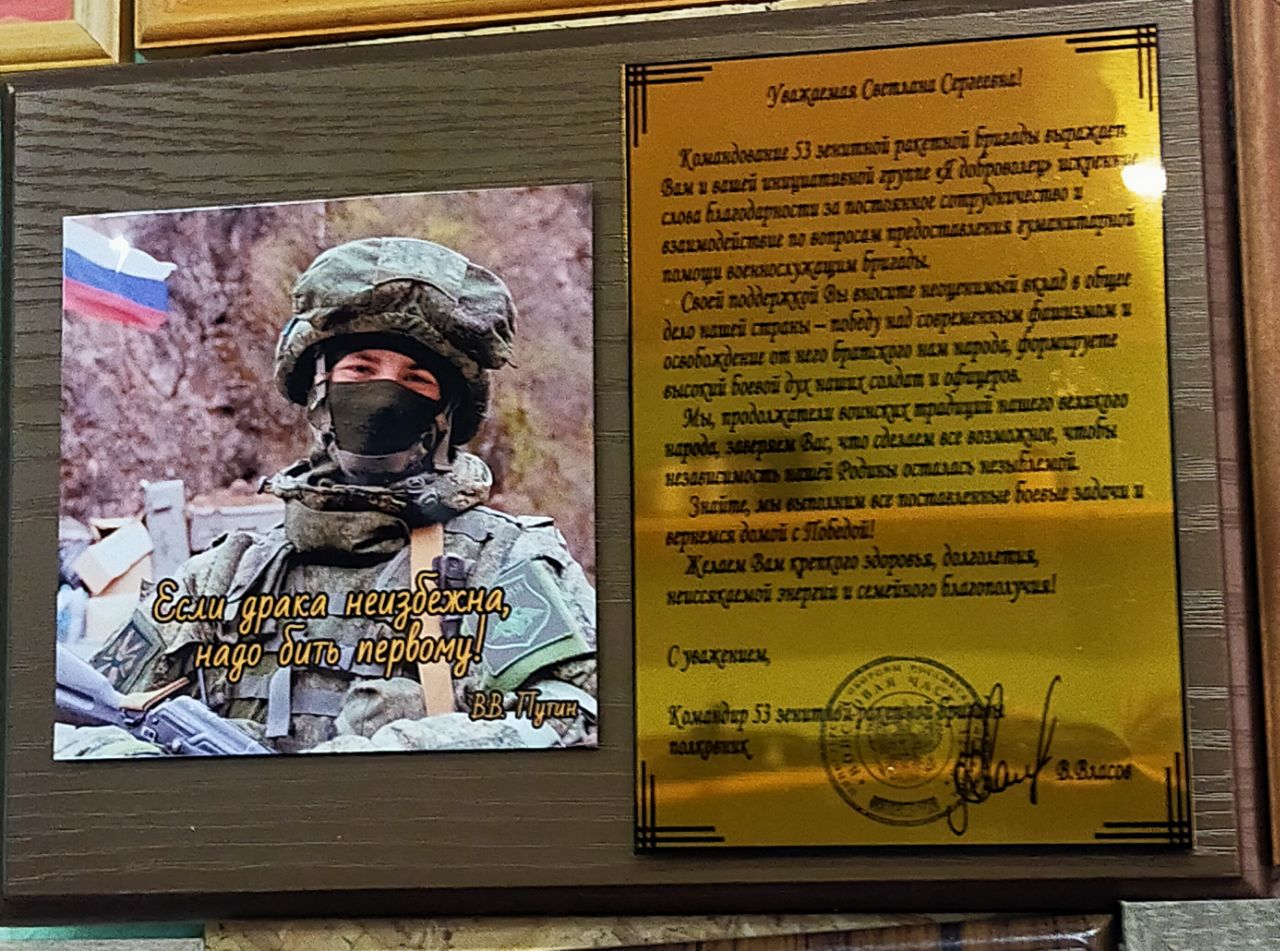 Если драка неизбежна,
надо бить первому!
В.В. Путин
Уважаемая Светлана Сергеевна!
Командование 53 зенитной ракетной бригады выражает
Вам и вашей инициативной группе «Я доброволец» искренние
слова благодарности за постоянное сотрудничество и
взаимодействие по вопросам предоставления гуманитарной
помощи военнослужащим бригады.
Своей поддержкой Вы вносите неоценимый вклад в общее
дело нашей страны – победу над современным фашизмом и
освобождение от него братского нам народа, формируете
высокий боевой дух наших солдат и офицеров.
Мы, продолжатели воинских традиций нашего великого
народа, заверяем Вас, что сделаем все возможное, чтобы
независимость нашей Родины осталась незыблемой.
Знайте, мы выполним все поставленные боевые задачи и
вернемся домой с Победой!
Желаем Вам крепкого здоровья, долголетия,
неиссякаемой энергии и семейного благополучия!
С уважением,
Командир 53 зенитной ракетной бригады
полковник
В.Власов